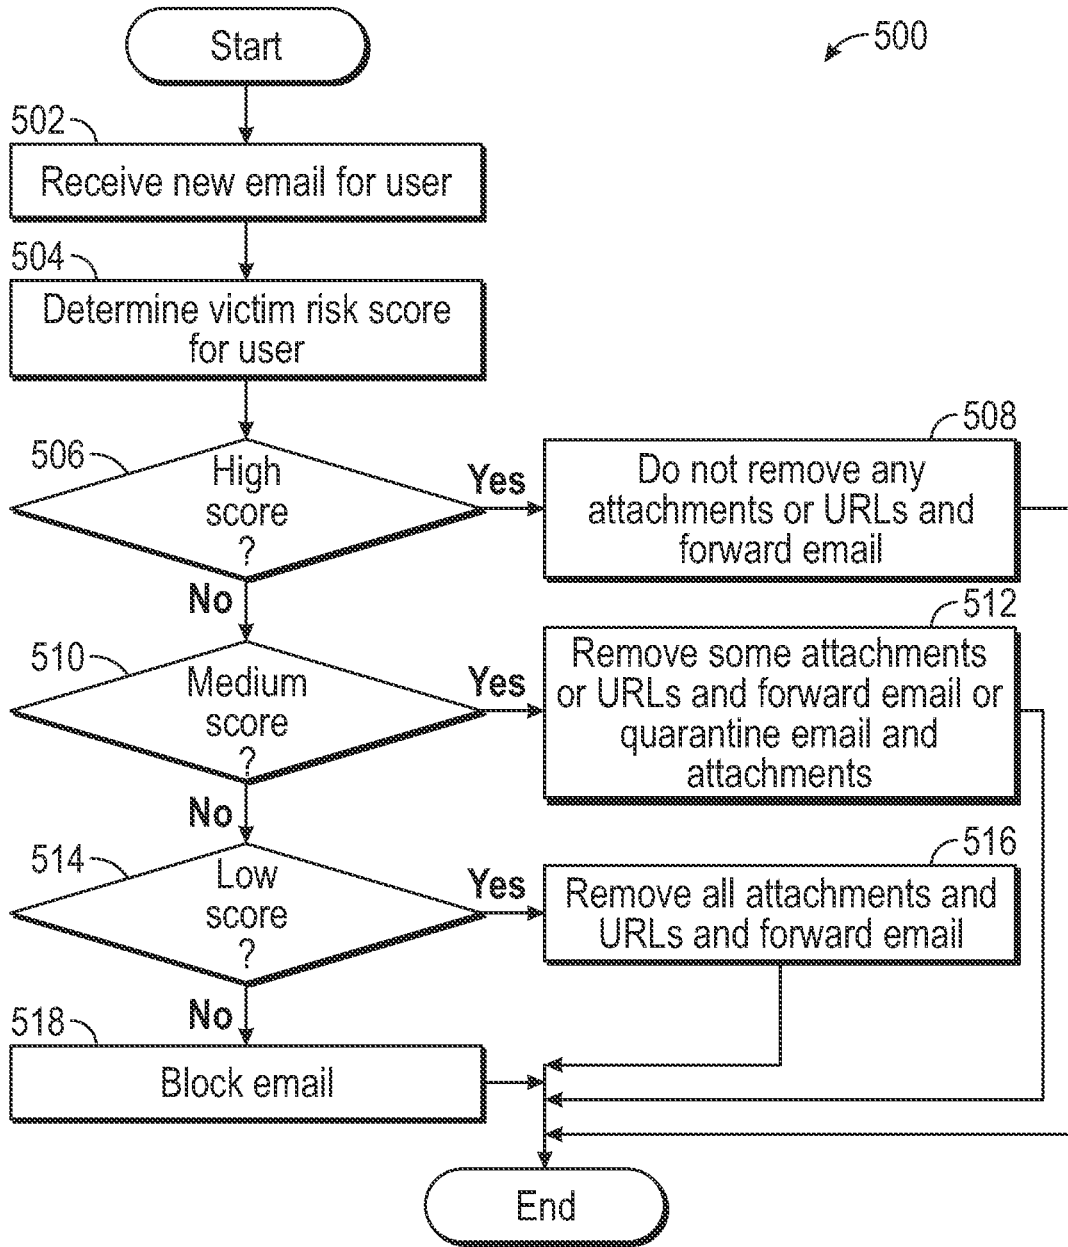 Start
500
502
Receive new email for user
504
Determine victim risk score
for user
506
High
score
?
Yes
508
Do not remove any
attachments or URLs and
forward email
No
510
Medium
score
?
Yes
512
Remove some attachments
or URLs and forward email or
quarantine email and
attachments
No
514
Low
score
?
Yes
516
Remove all attachments and
URLs and forward email
No
518
Block email
End